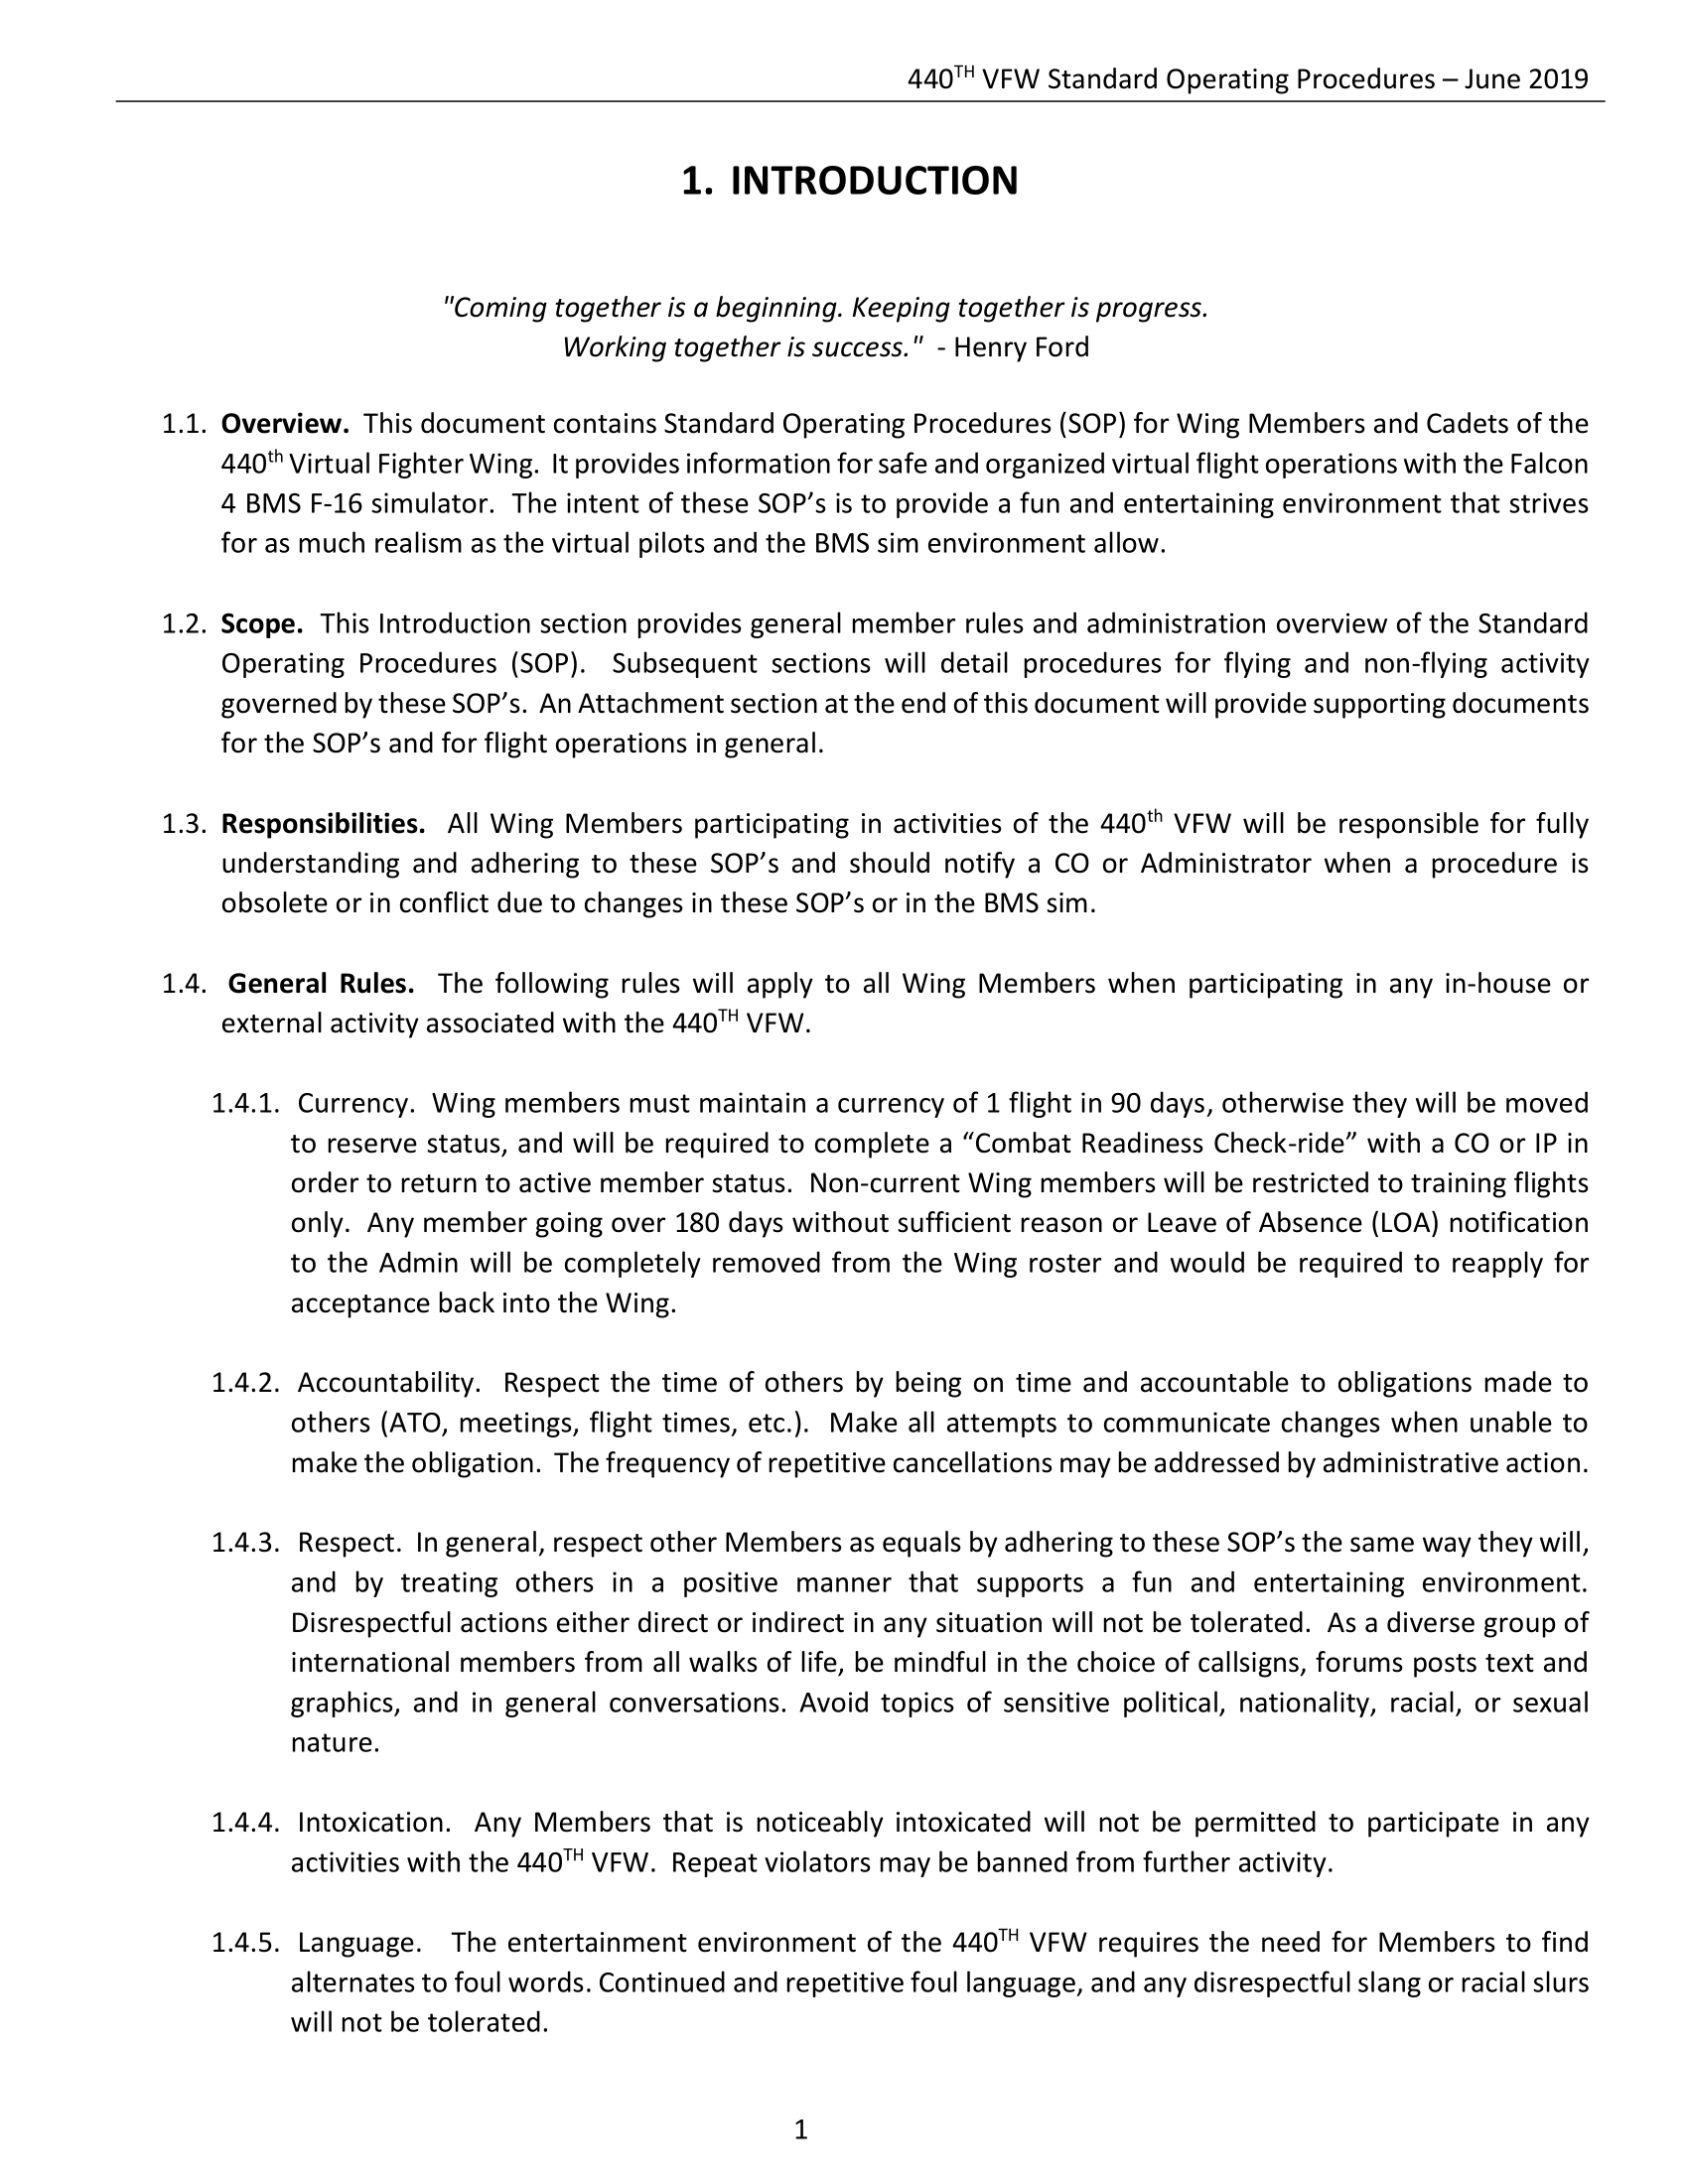 440TH VFW Standard Operating Procedures – June 2019
1. INTRODUCTION
"Coming together is a beginning. Keeping together is progress.
Working together is success." - Henry Ford
1.1. Overview. This document contains Standard Operating Procedures (SOP) for Wing Members and Cadets of the
440th Virtual Fighter Wing. It provides information for safe and organized virtual flight operations with the Falcon
4 BMS F-16 simulator. The intent of these SOP’s is to provide a fun and entertaining environment that strives
for as much realism as the virtual pilots and the BMS sim environment allow.
1.2. Scope. This Introduction section provides general member rules and administration overview of the Standard
Operating Procedures (SOP). Subsequent sections will detail procedures for flying and non-flying activity
governed by these SOP’s. An Attachment section at the end of this document will provide supporting documents
for the SOP’s and for flight operations in general.
1.3. Responsibilities. All Wing Members participating in activities of the 440th VFW will be responsible for fully
understanding and adhering to these SOP’s and should notify a CO or Administrator when a procedure is
obsolete or in conflict due to changes in these SOP’s or in the BMS sim.
1.4. General Rules. The following rules will apply to all Wing Members when participating in any in-house or
external activity associated with the 440TH VFW.
1.4.1. Currency. Wing members must maintain a currency of 1 flight in 90 days, otherwise they will be moved
to reserve status, and will be required to complete a “Combat Readiness Check-ride” with a CO or IP in
order to return to active member status. Non-current Wing members will be restricted to training flights
only. Any member going over 180 days without sufficient reason or Leave of Absence (LOA) notification
to the Admin will be completely removed from the Wing roster and would be required to reapply for
acceptance back into the Wing.
1.4.2. Accountability. Respect the time of others by being on time and accountable to obligations made to
others (ATO, meetings, flight times, etc.). Make all attempts to communicate changes when unable to
make the obligation. The frequency of repetitive cancellations may be addressed by administrative action.
1.4.3. Respect. In general, respect other Members as equals by adhering to these SOP’s the same way they will,
and by treating others in a positive manner that supports a fun and entertaining environment.
Disrespectful actions either direct or indirect in any situation will not be tolerated. As a diverse group of
international members from all walks of life, be mindful in the choice of callsigns, forums posts text and
graphics, and in general conversations. Avoid topics of sensitive political, nationality, racial, or sexual
nature.
1.4.4. Intoxication. Any Members that is noticeably intoxicated will not be permitted to participate in any
activities with the 440TH VFW. Repeat violators may be banned from further activity.
1.4.5. Language. The entertainment environment of the 440TH VFW requires the need for Members to find
alternates to foul words. Continued and repetitive foul language, and any disrespectful slang or racial slurs
will not be tolerated.
1